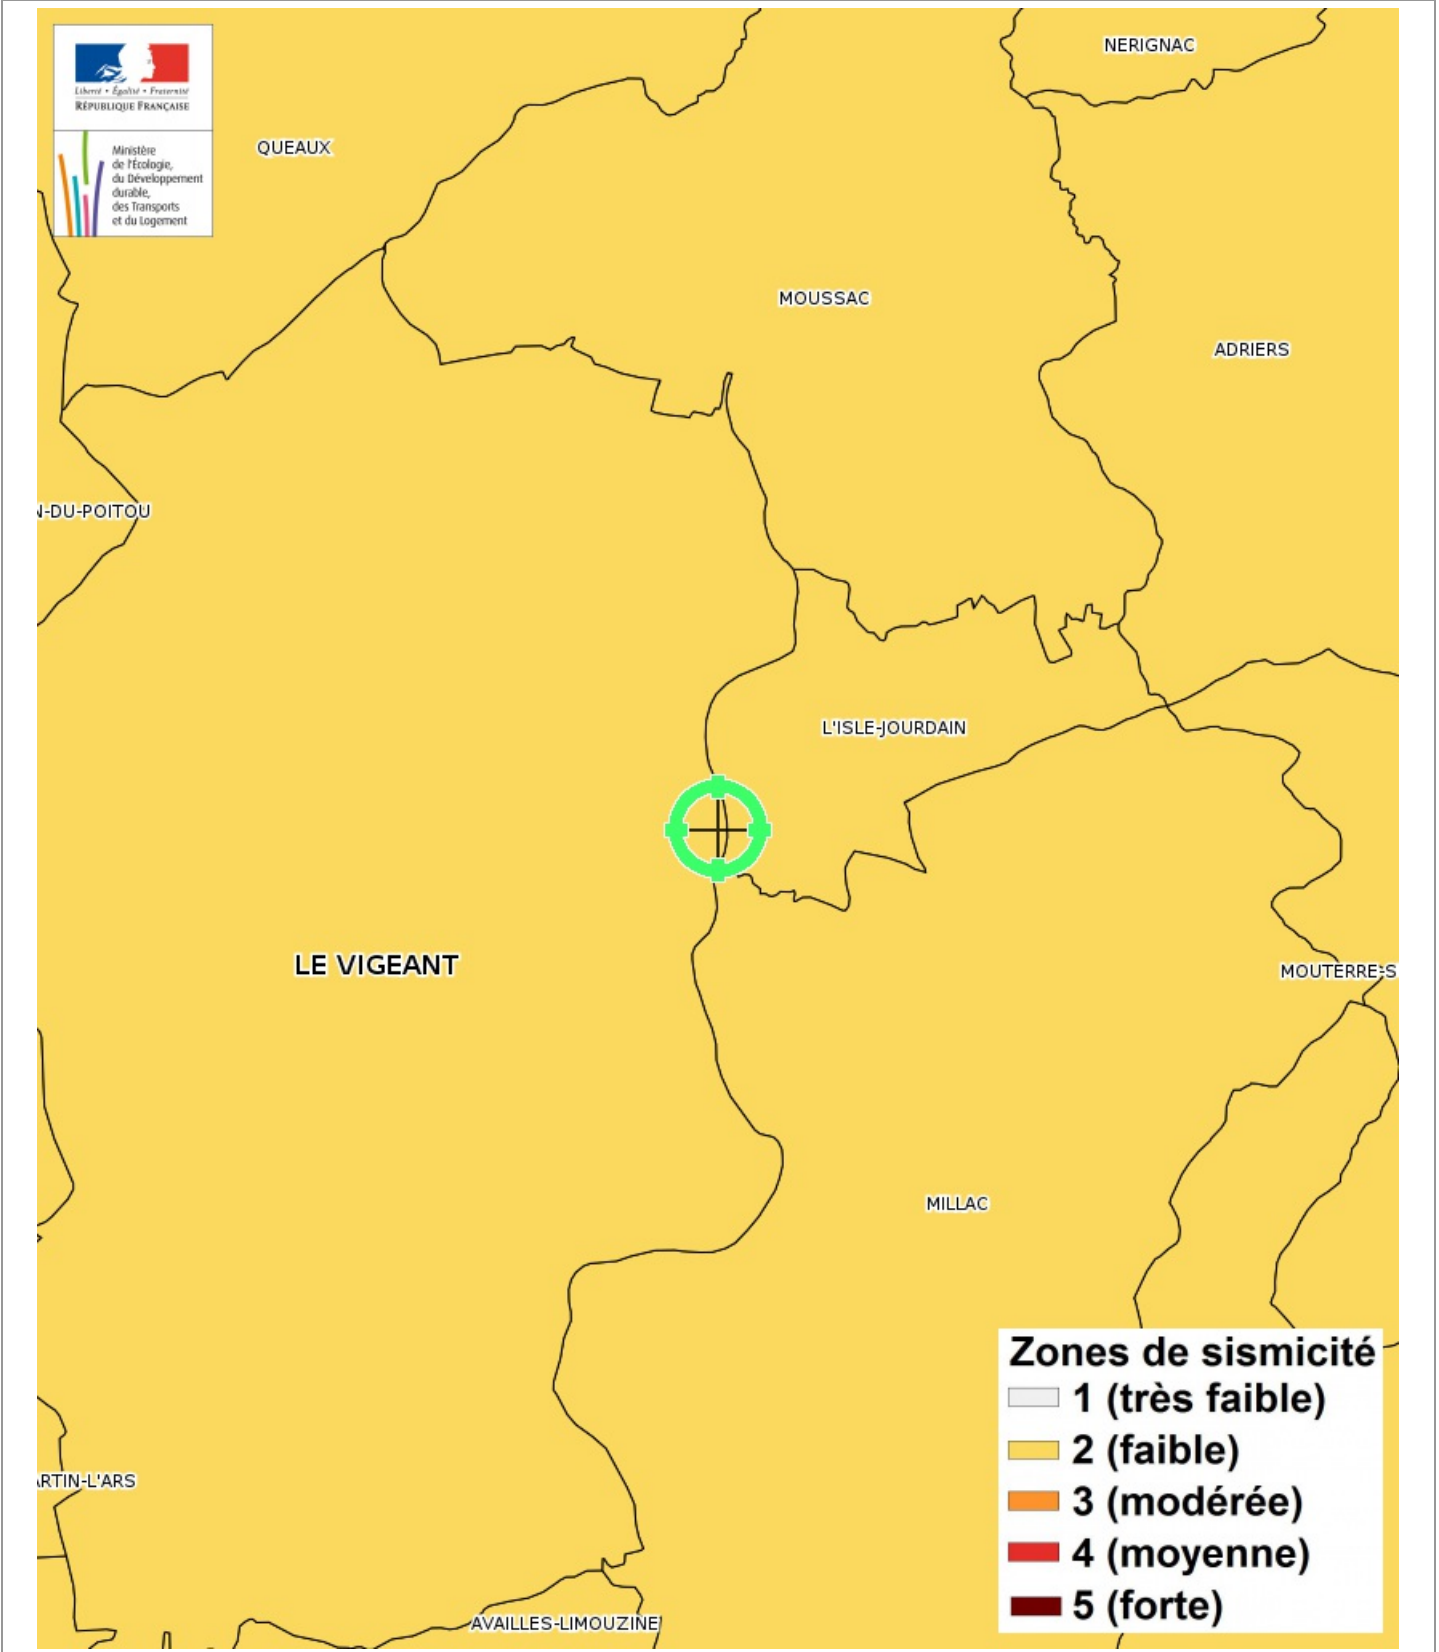 Liberté • Égalité • Fraternité
RÉPUBLIQUE FRANÇAISE
Ministère
de l'Écologie,
du Développement
durable,
des Transports
et du Logement
NERIGNAC
QUEAUX
MOUSSAC
ADRIERS
N-DU-POITOU
L'ISLE-JOURDAIN
LE VIGEANT
MOUTERRE-S
MILLAC
ARTIN-L'ARS
AVAILLES-LIMOUZINE
Zones de sismicité
1 (très faible)
2 (faible)
3 (modérée)
4 (moyenne)
5 (forte)